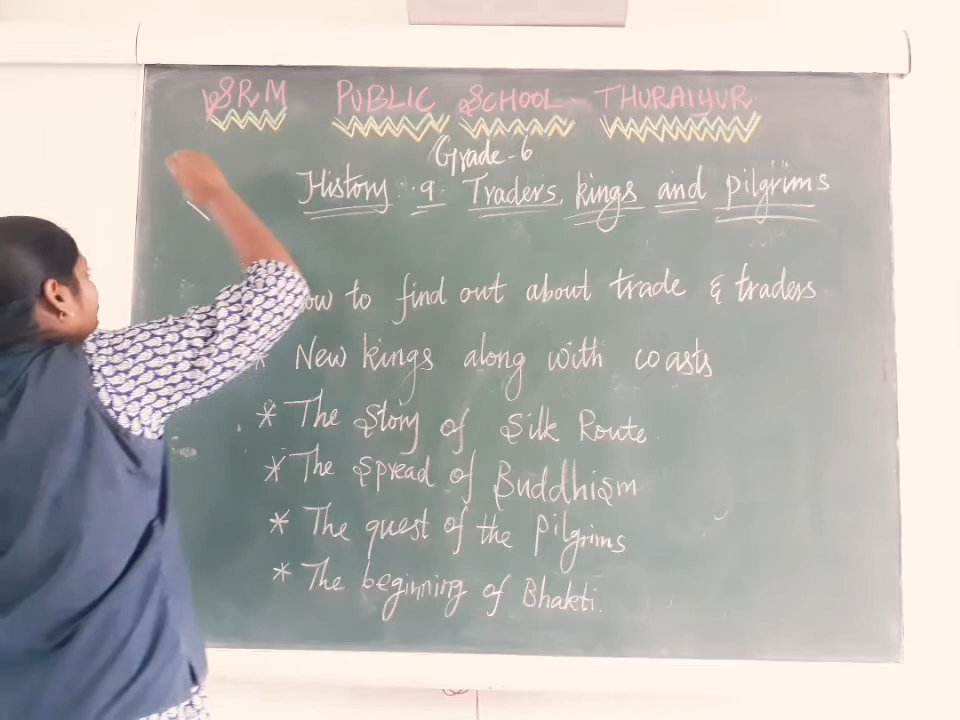 SRM PUBLIC SCHOOL - THURAIYUR
Grade-6
History : 9. Traders, kings and pilgrims
to find out about trade & traders
* New kings along with coasts
* The Story of Silk Route.
* The Spread of Buddhism
* The quest of the Pilgrims
* The beginning of Bhakti.